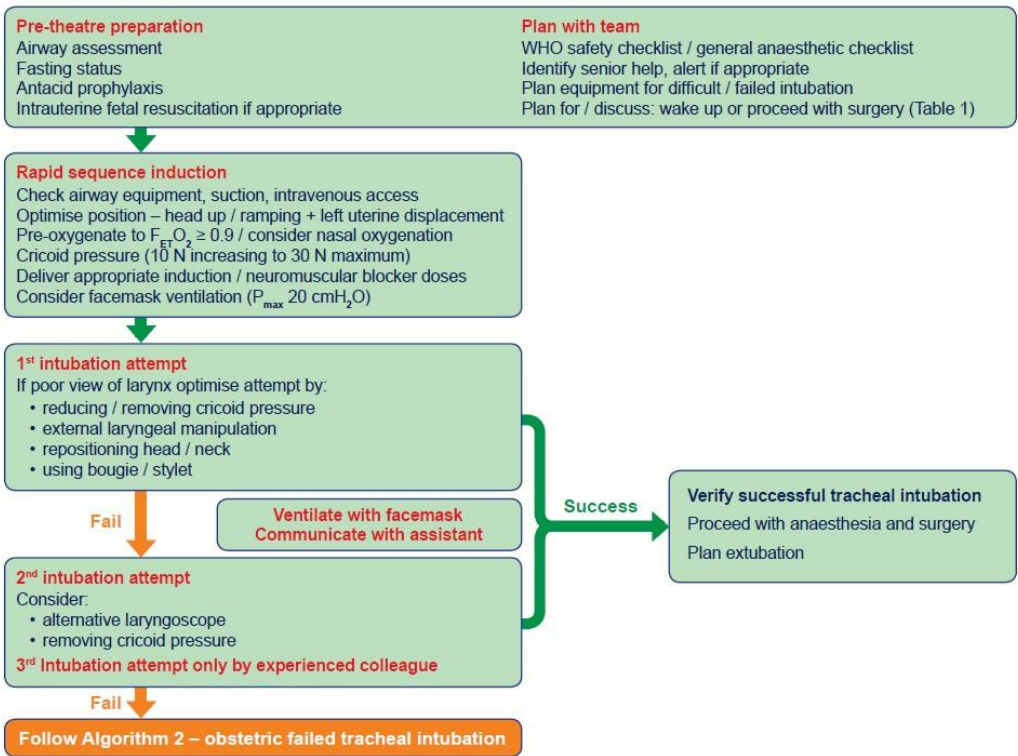 Pre-theatre preparation
Airway assessment
Fasting status
Antacid prophylaxis
Intrauterine fetal resuscitation if appropriate
Plan with team
WHO safety checklist / general anaesthetic checklist
Identify senior help, alert if appropriate
Plan equipment for difficult / failed intubation
Plan for / discuss: wake up or proceed with surgery (Table 1)
Rapid sequence induction
Check airway equipment, suction, intravenous access
Optimise position – head up / ramping + left uterine displacement
Pre-oxygenate to FETO2 ≥ 0.9 / consider nasal oxygenation
Cricoid pressure (10 N increasing to 30 N maximum)
Deliver appropriate induction / neuromuscular blocker doses
Consider facemask ventilation (Pmax 20 cmH2O)
1st intubation attempt
If poor view of larynx optimise attempt by:
• reducing / removing cricoid pressure
• external laryngeal manipulation
• repositioning head / neck
• using bougie / stylet
Fail
Ventilate with facemask
Communicate with assistant
Success
Verify successful tracheal intubation
Proceed with anaesthesia and surgery
Plan extubation
2nd intubation attempt
Consider:
• alternative laryngoscope
• removing cricoid pressure
3rd Intubation attempt only by experienced colleague
Fail
Follow Algorithm 2 – obstetric failed tracheal intubation